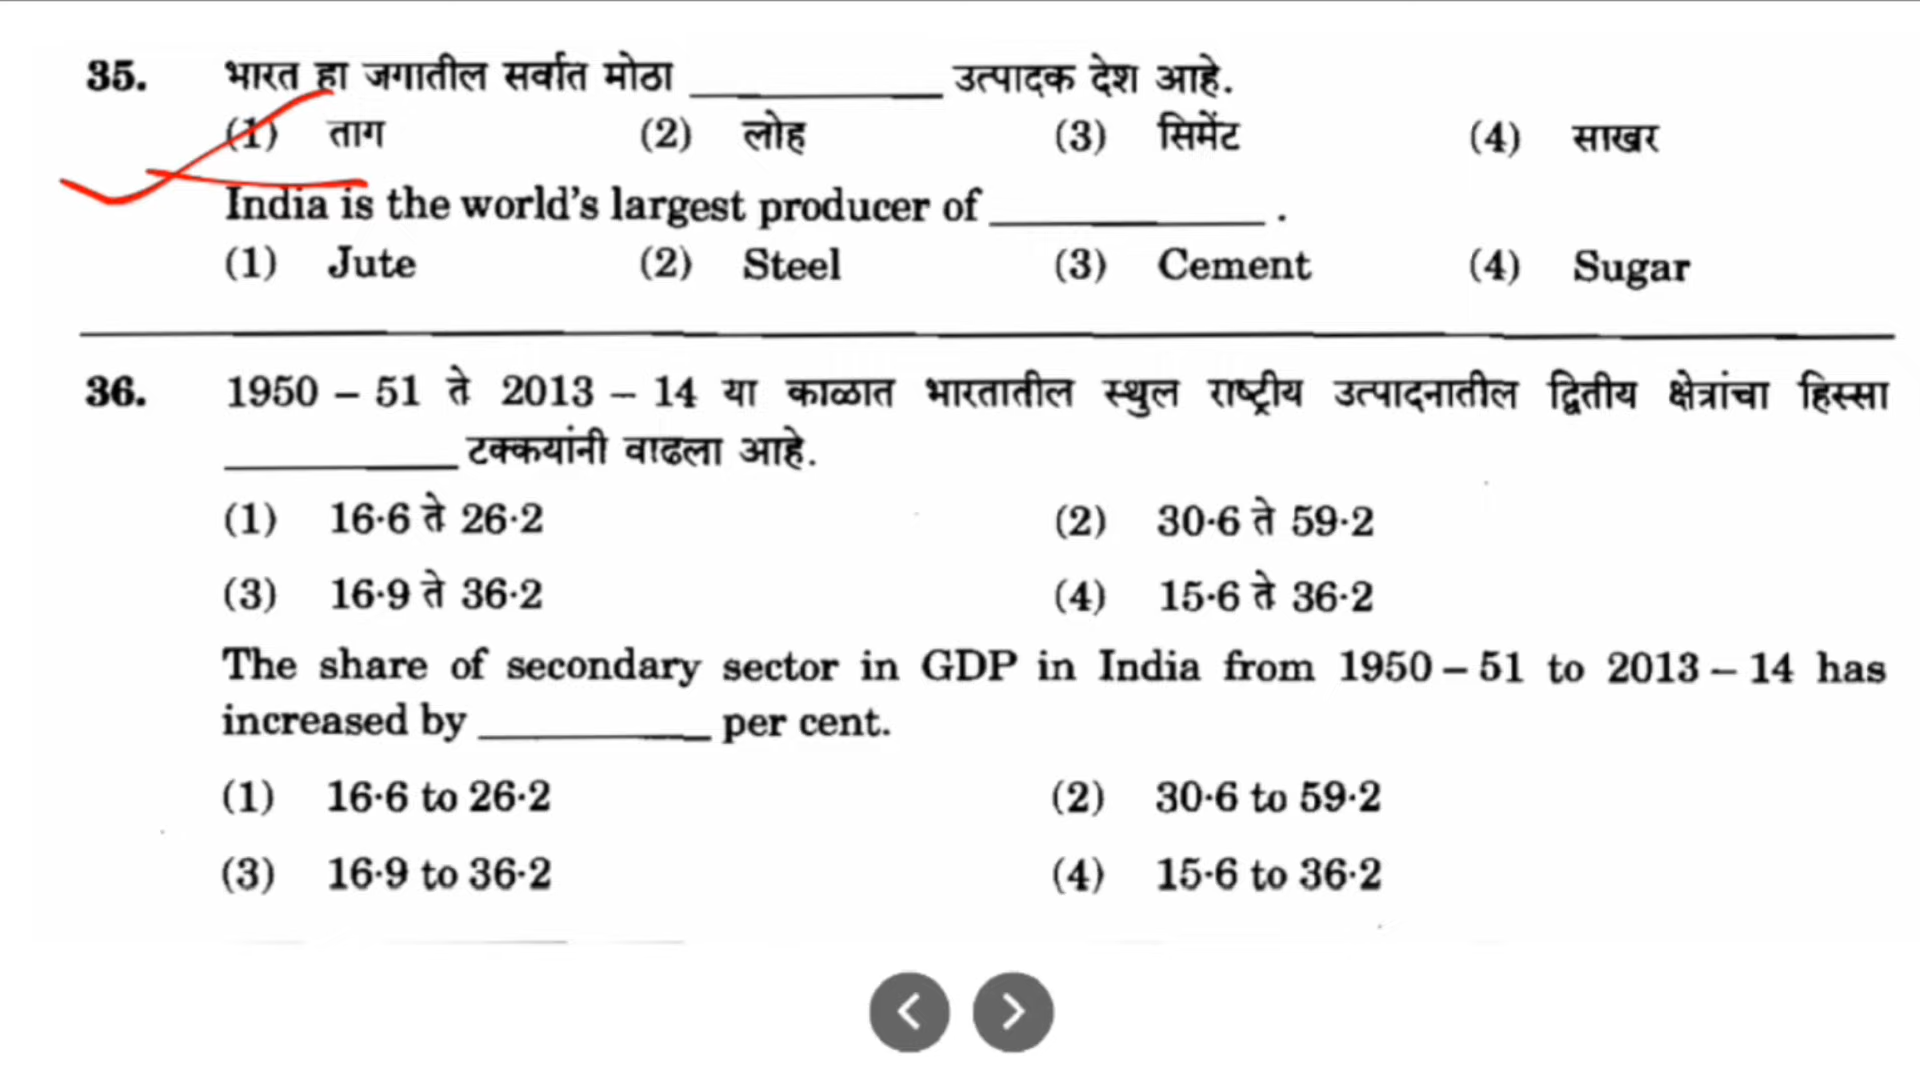 35. भारत हा जगातील सर्वात मोठा __________ उत्पादक देश आहे.
(1) ताग (2) लोह (3) सिमेंट (4) साखर
India is the world's largest producer of __________ .
(1) Jute (2) Steel (3) Cement (4) Sugar
36. 1950 – 51 ते 2013 – 14 या काळात भारतातील स्थुल राष्ट्रीय उत्पादनातील द्वितीय क्षेत्रांचा हिस्सा
__________ टक्कयांनी वाढला आहे.
(1) 16·6 ते 26·2 (2) 30·6 ते 59·2
(3) 16·9 ते 36·2 (4) 15·6 ते 36·2
The share of secondary sector in GDP in India from 1950 – 51 to 2013 – 14 has
increased by __________ per cent.
(1) 16·6 to 26·2 (2) 30·6 to 59·2
(3) 16·9 to 36·2 (4) 15·6 to 36·2